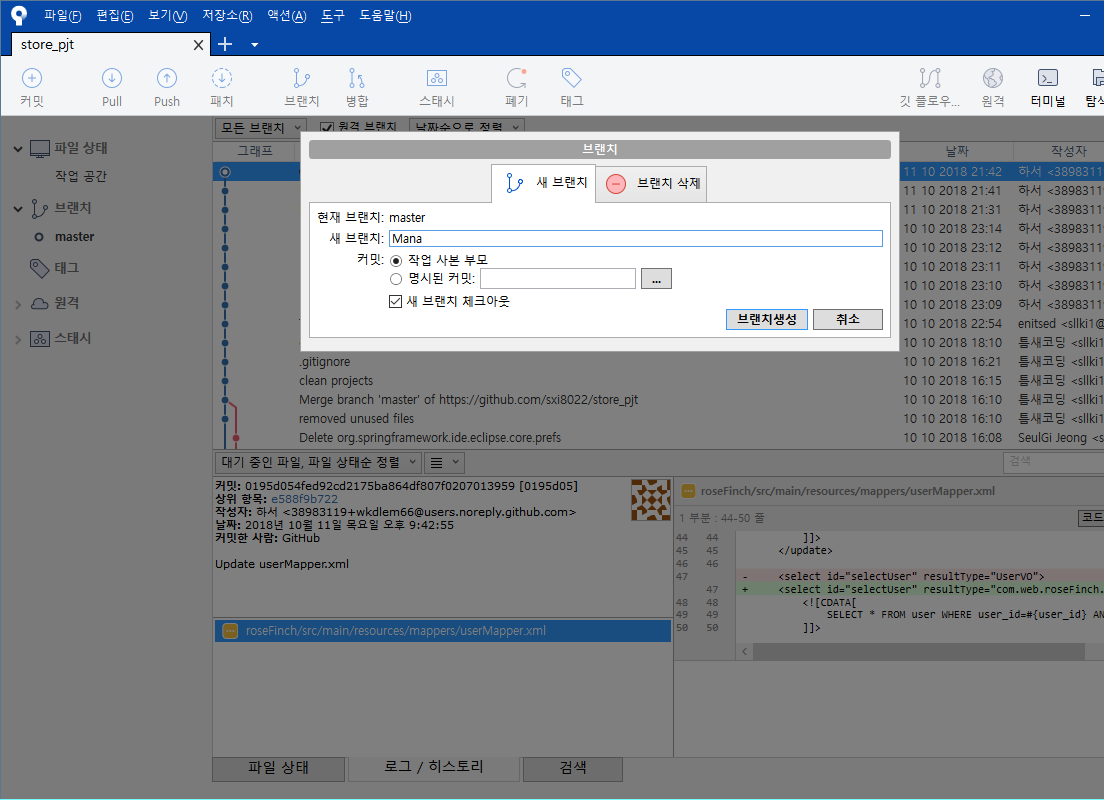 파일(F) 편집(E) 보기(V) 저장소(R) 액션(A) 도구 도움말(H)
store_pjt
커밋 Pull Push 패치 브랜치 병합 스태시 폐기 태그 깃 플로우... 원격 터미널 탐색
모든 브랜치 원격 브랜치 날짜순으로 정렬
그래프 날짜 작성자
파일 상태
작업 공간
브랜치
master
태그
원격
스태시
브랜치
새 브랜치 브랜치 삭제
현재 브랜치: master
새 브랜치: Mana
커밋: 작업 사본 부모
명시된 커밋: ...
새 브랜치 체크아웃
브랜치생성 취소
11 10 2018 21:42 하서 <3898311
11 10 2018 21:41 하서 <3898311
11 10 2018 21:31 하서 <3898311
10 10 2018 23:14 하서 <3898311
10 10 2018 23:12 하서 <3898311
10 10 2018 23:11 하서 <3898311
10 10 2018 23:10 하서 <3898311
10 10 2018 23:09 하서 <3898311
10 10 2018 22:54 enitsed <sllki1@
10 10 2018 18:10 틈새코딩 <sllki1
.gitignore 10 10 2018 16:21 틈새코딩 <sllki1
clean projects 10 10 2018 16:15 틈새코딩 <sllki1
Merge branch 'master' of https://github.com/sxi8022/store_pjt 10 10 2018 16:10 틈새코딩 <sllki1
removed unused files 10 10 2018 16:10 틈새코딩 <sllki1
Delete org.springframework.ide.eclipse.core.prefs 10 10 2018 16:08 SeulGi Jeong <s
대기 중인 파일, 파일 상태순 정렬 검색
커밋: 0195d054fed92cd2175ba864df807f0207013959 [0195d05]
상위 항목: e588f9b722
작성자: 하서 <38983119+wkdlem66@users.noreply.github.com>
날짜: 2018년 10월 11일 목요일 오후 9:42:55
커밋한 사람: GitHub
Update userMapper.xml
roseFinch/src/main/resources/mappers/userMapper.xml
roseFinch/src/main/resources/mappers/userMapper.xml
1 부분 : 44-50 줄 코드
44 44 ]]>
45 45 </update>
46 46
47 - <select id="selectUser" resultType="UserVO">
47 + <select id="selectUser" resultType="com.web.roseFinch.
48 48 <![CDATA[
49 49 SELECT * FROM user WHERE user_id=#{user_id} AN
50 50 ]]>
파일 상태 로그 / 히스토리 검색